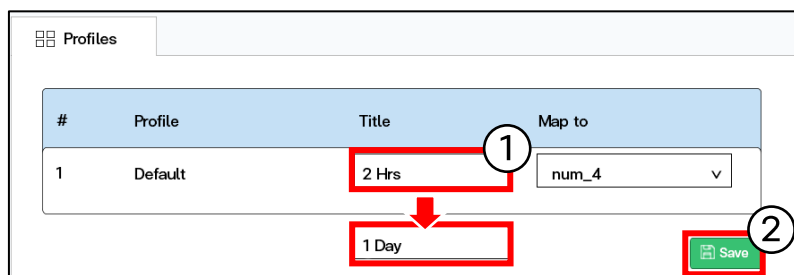 Profiles
# Profile Title Map to
1
1 Default 2 Hrs num_4
1 Day
2
Save